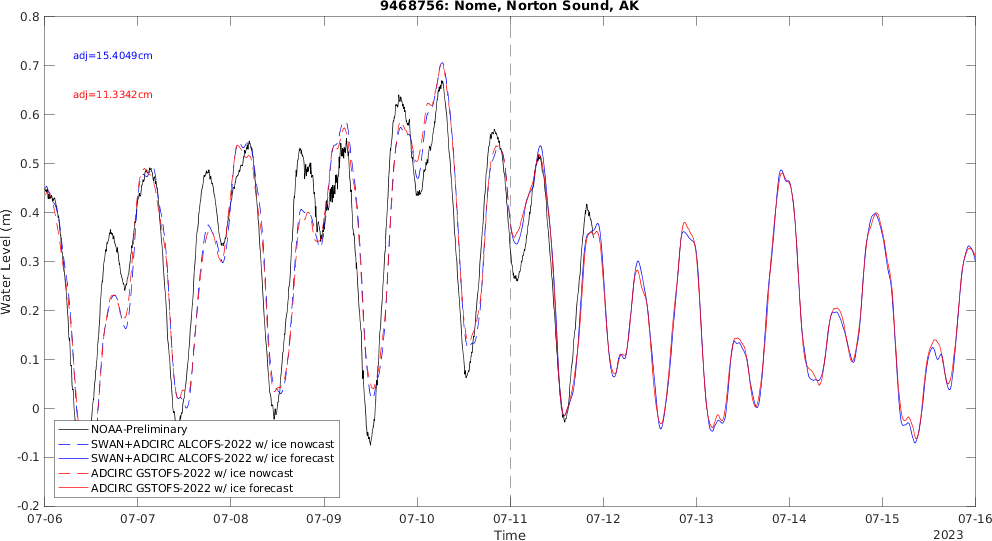 9468756: Nome, Norton Sound, AK
0.8
adj=15.4049cm
0.7
adj=11.3342cm
0.6
0.5
0.4
0.3
0.2
0.1
0
-0.1
-0.2
Water Level (m)
NOAA-Preliminary
SWAN+ADCIRC ALCOFS-2022 w/ ice nowcast
SWAN+ADCIRC ALCOFS-2022 w/ ice forecast
ADCIRC GSTOFS-2022 w/ ice nowcast
ADCIRC GSTOFS-2022 w/ ice forecast
07-06 07-07 07-08 07-09 07-10 07-11 07-12 07-13 07-14 07-15 07-16
Time
2023